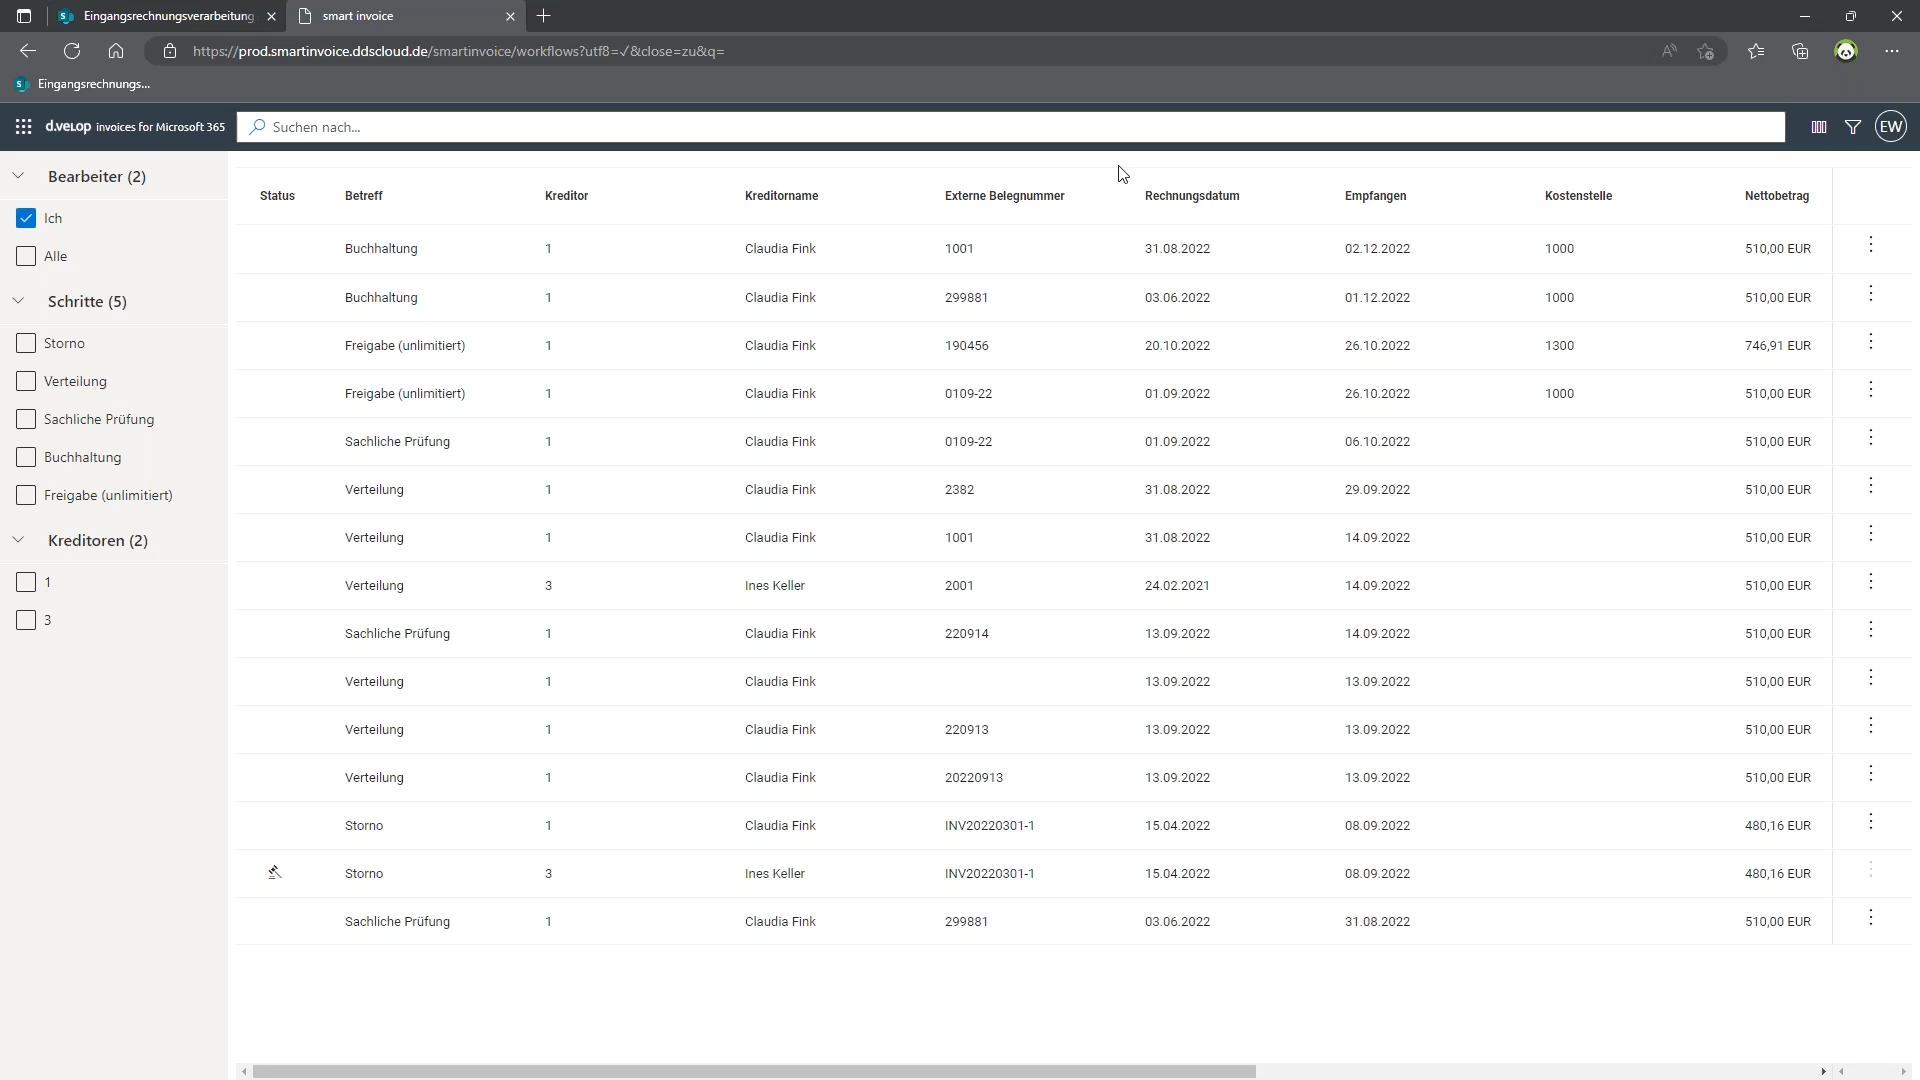 Eingangsrechnungsverarbeitung
smart invoice
https://prod.smartinvoice.ddscloud.de/smartinvoice/workflows?utf8=✓&close=zu&q=
Eingangsrechnungs...
d.velop invoices for Microsoft 365
Suchen nach...
EW
Bearbeiter (2)
Ich
Alle
Schritte (5)
Storno
Verteilung
Sachliche Prüfung
Buchhaltung
Freigabe (unlimitiert)
Kreditoren (2)
1
3
Status Betreff Kreditor Kreditorname Externe Belegnummer Rechnungsdatum Empfangen Kostenstelle Nettobetrag
Buchhaltung 1 Claudia Fink 1001 31.08.2022 02.12.2022 1000 510,00 EUR
Buchhaltung 1 Claudia Fink 299881 03.06.2022 01.12.2022 1000 510,00 EUR
Freigabe (unlimitiert) 1 Claudia Fink 190456 20.10.2022 26.10.2022 1300 746,91 EUR
Freigabe (unlimitiert) 1 Claudia Fink 0109-22 01.09.2022 26.10.2022 1000 510,00 EUR
Sachliche Prüfung 1 Claudia Fink 0109-22 01.09.2022 06.10.2022 510,00 EUR
Verteilung 1 Claudia Fink 2382 31.08.2022 29.09.2022 510,00 EUR
Verteilung 1 Claudia Fink 1001 31.08.2022 14.09.2022 510,00 EUR
Verteilung 3 Ines Keller 2001 24.02.2021 14.09.2022 510,00 EUR
Sachliche Prüfung 1 Claudia Fink 220914 13.09.2022 14.09.2022 510,00 EUR
Verteilung 1 Claudia Fink 13.09.2022 13.09.2022 510,00 EUR
Verteilung 1 Claudia Fink 220913 13.09.2022 13.09.2022 510,00 EUR
Verteilung 1 Claudia Fink 20220913 13.09.2022 13.09.2022 510,00 EUR
Storno 1 Claudia Fink INV20220301-1 15.04.2022 08.09.2022 480,16 EUR
Storno 3 Ines Keller INV20220301-1 15.04.2022 08.09.2022 480,16 EUR
Sachliche Prüfung 1 Claudia Fink 299881 03.06.2022 31.08.2022 510,00 EUR